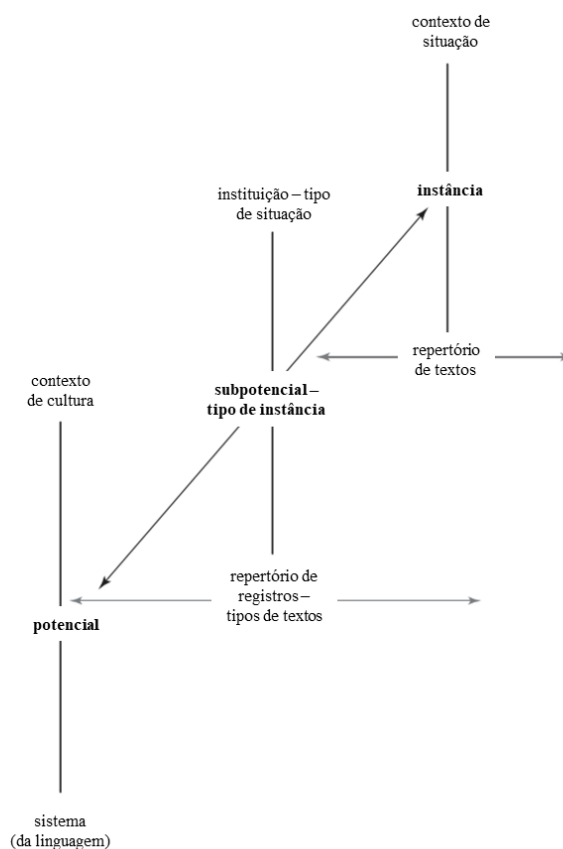 contexto de
situação
instância
instituição – tipo
de situação
repertório
de textos
contexto
de cultura
subpotencial –
tipo de instância
repertório de
registros –
tipos de textos
potencial
sistema
(da linguagem)